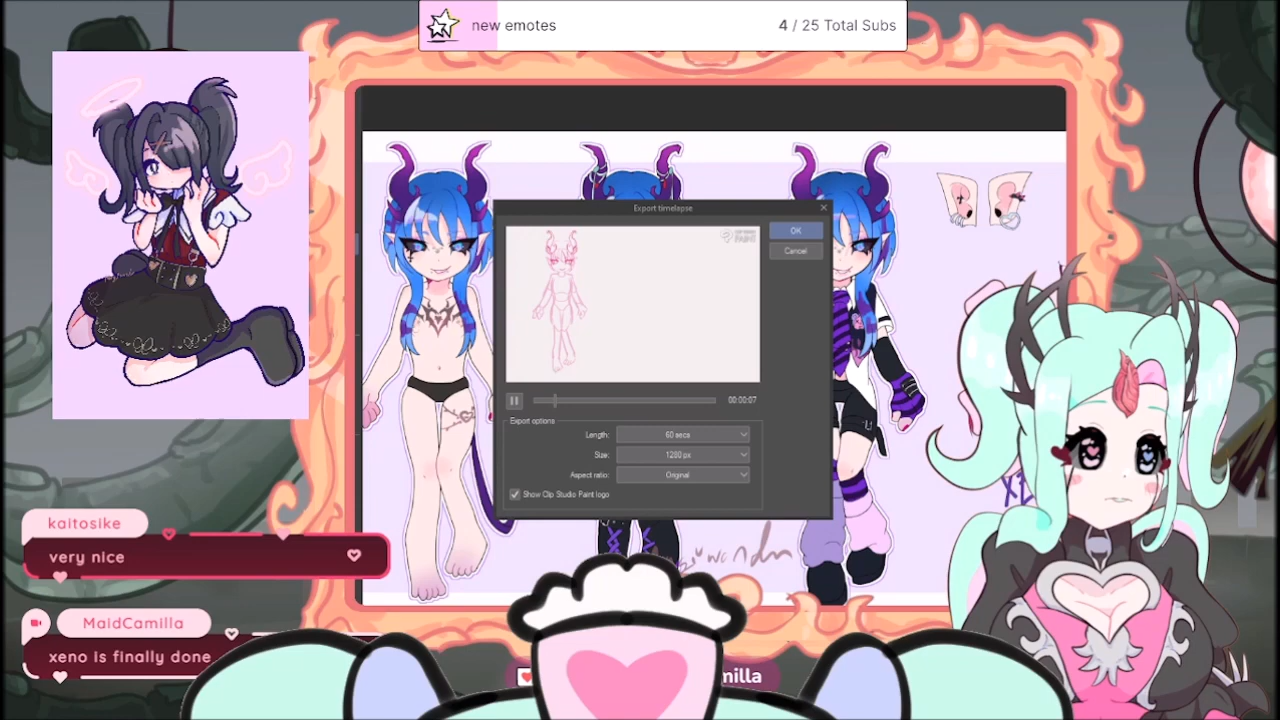 new emotes
4 / 25 Total Subs
Export timelapse
OK
Cancel
00:00:07
Export options
Length:
60 secs
Size:
1280 px
Aspect ratio:
Original
Show Clip Studio Paint logo
kaitosike
very nice
MaidCamilla
xeno is finally done
milla